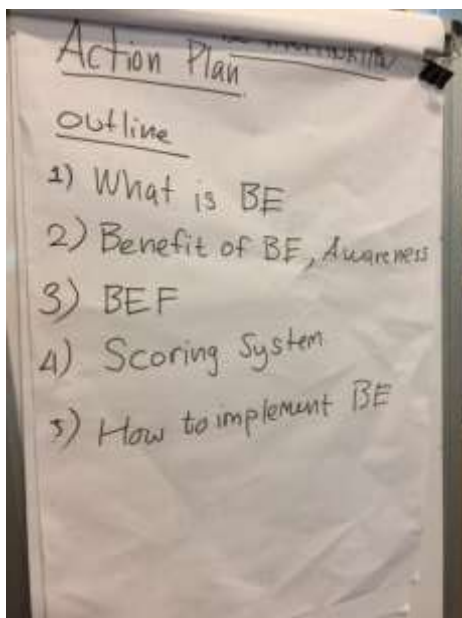 Action Plan
Outline
1) What is BE
2) Benefit of BE, Awareness
3) BEF
4) Scoring System
5) How to implement BE